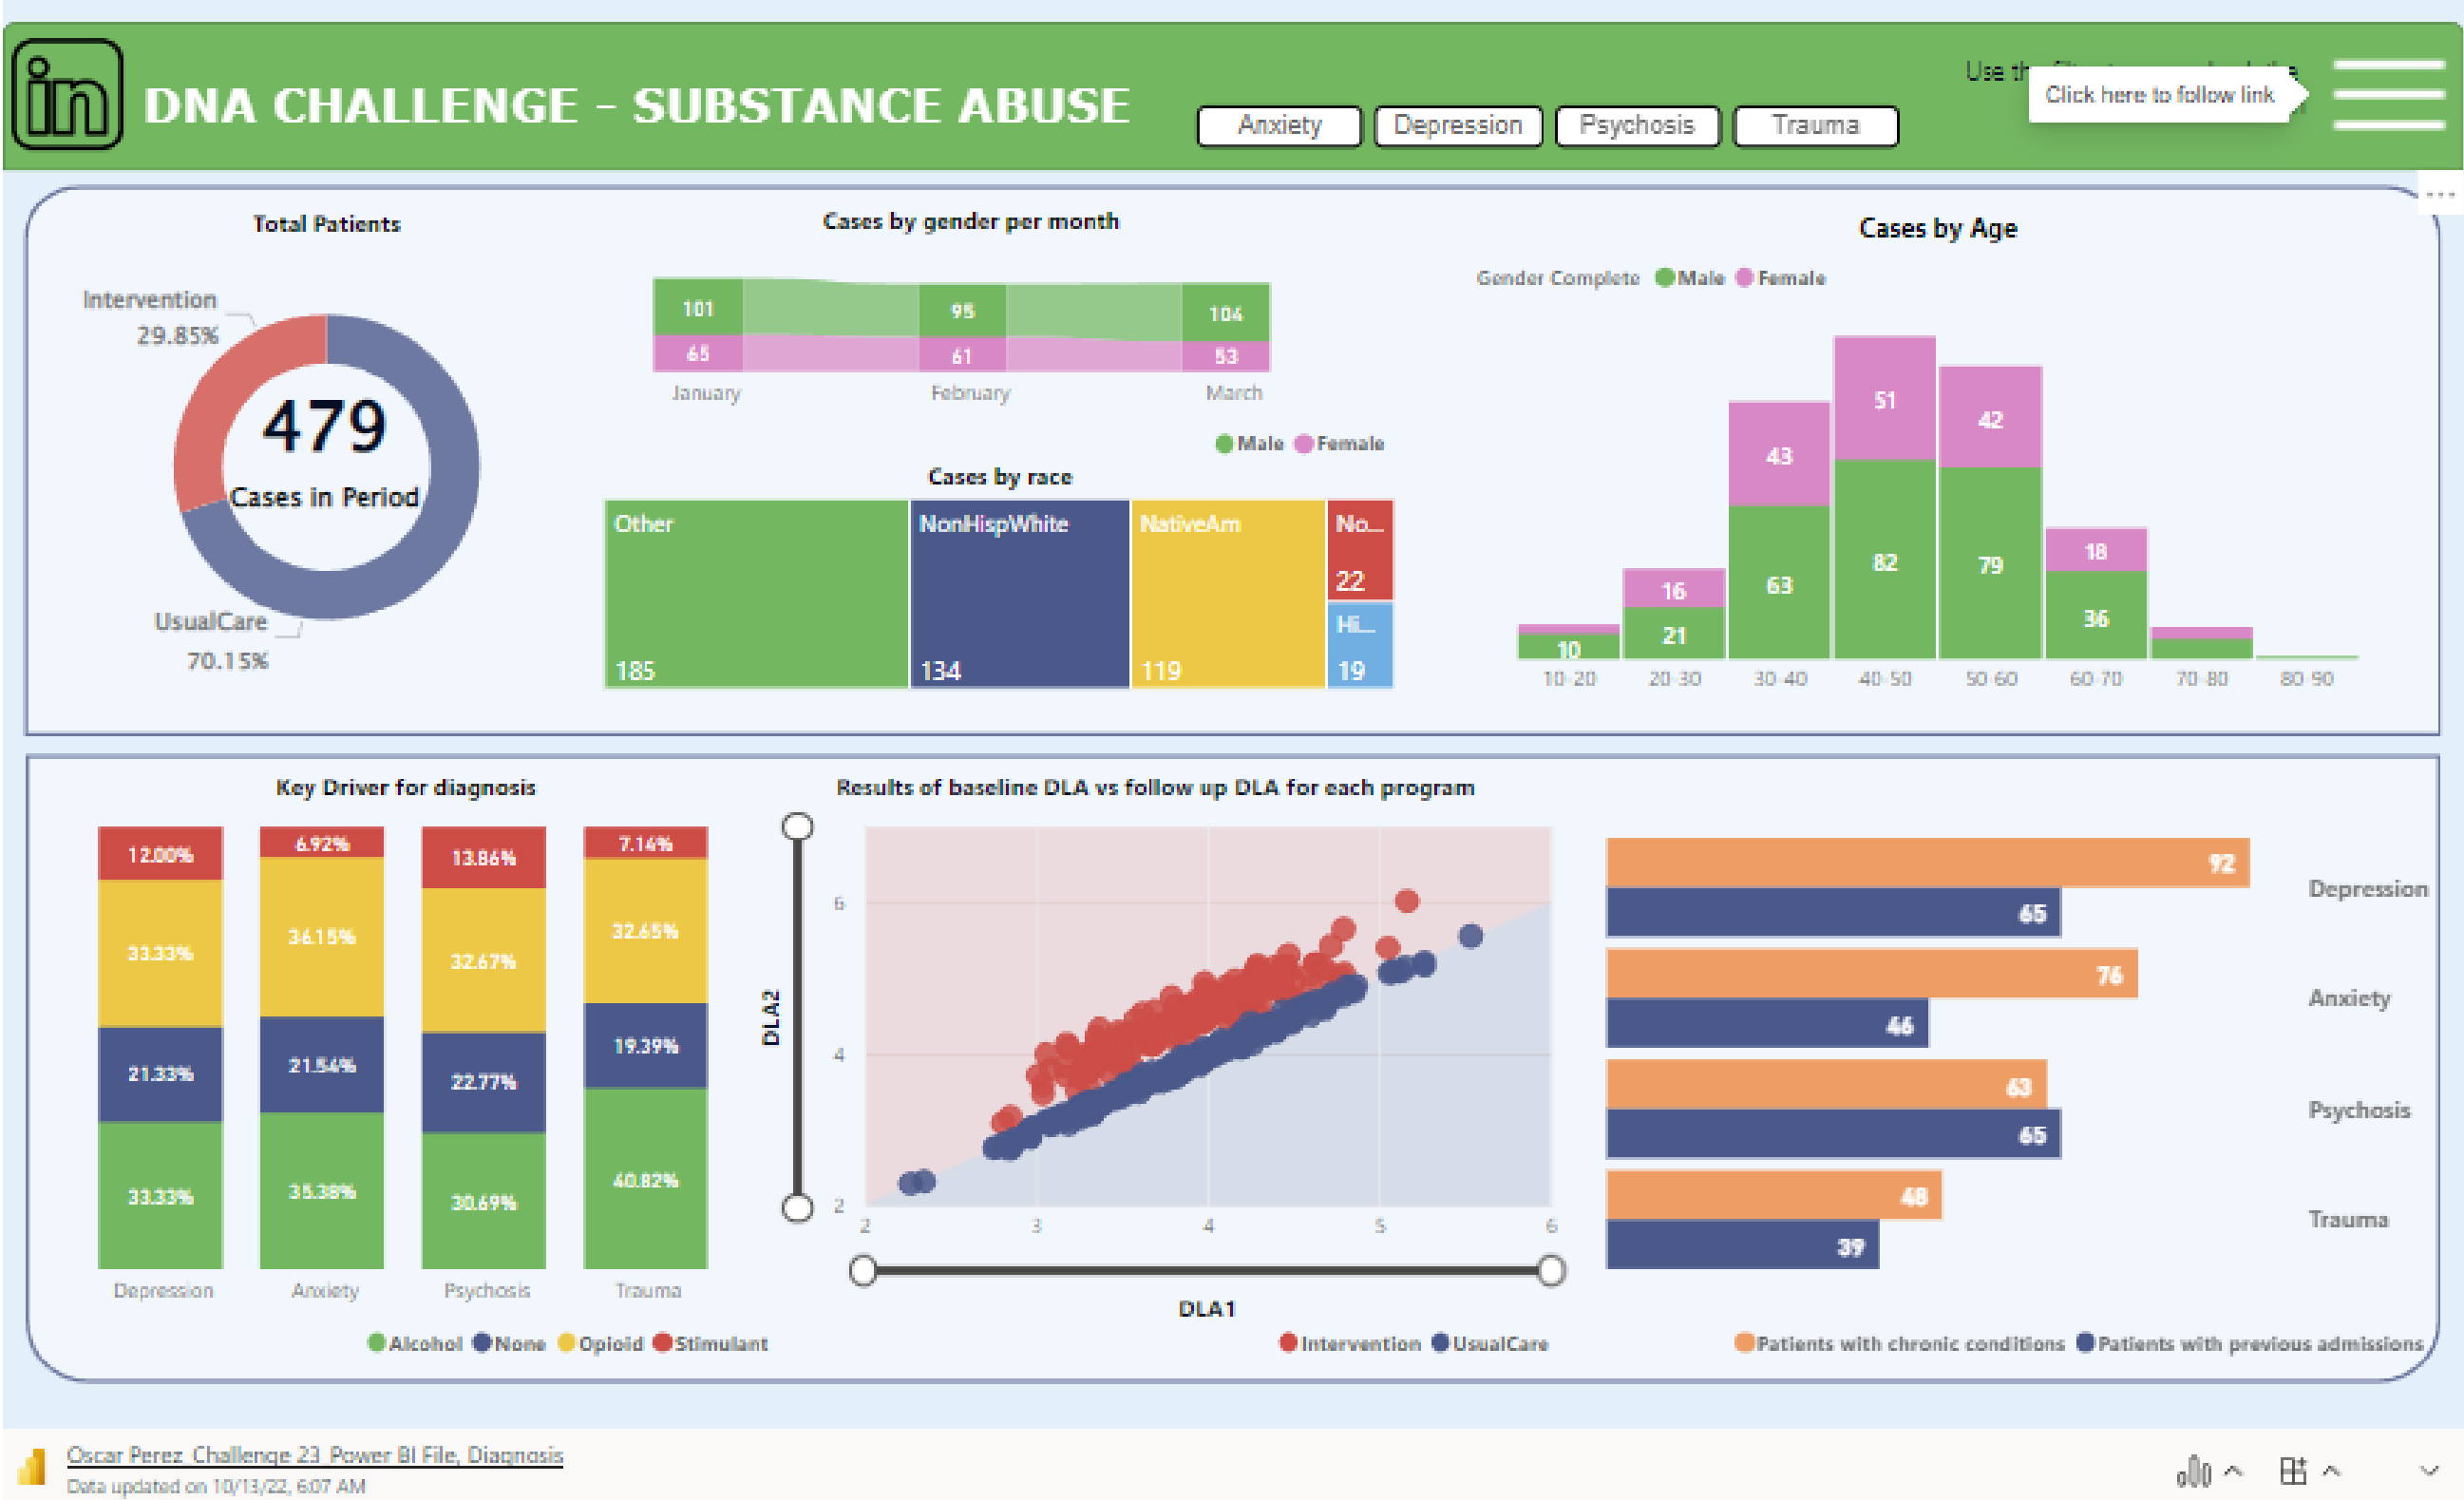 in
DNA CHALLENGE - SUBSTANCE ABUSE
Anxiety
Depression
Psychosis
Trauma
Use th
Click here to follow link
Total Patients
Intervention
29.85%
479
Cases in Period
UsualCare
70.15%
Cases by gender per month
101
95
104
65
61
53
January
February
March
Male
Female
Cases by race
Other
NonHispWhite
NativeAm
No...
22
Hi...
185
134
119
19
Cases by Age
Gender Complete
Male
Female
51
42
43
82
79
63
18
16
36
21
10
10-20
20-30
30-40
40-50
50-60
60-70
70-80
80-90
Key Driver for diagnosis
12.00%
6.92%
13.86%
7.14%
33.33%
36.15%
32.67%
32.65%
21.33%
21.54%
22.77%
19.39%
33.33%
35.38%
30.69%
40.82%
Depression
Anxiety
Psychosis
Trauma
Alcohol
None
Opioid
Stimulant
Results of baseline DLA vs follow up DLA for each program
DLA2
6
4
2
2
3
4
5
6
DLA1
Intervention
UsualCare
92
Depression
65
76
Anxiety
46
63
Psychosis
65
48
Trauma
39
Patients with chronic conditions
Patients with previous admissions
Oscar Perez_Challenge 23_Power BI File, Diagnosis
Data updated on 10/13/22, 6:07 AM